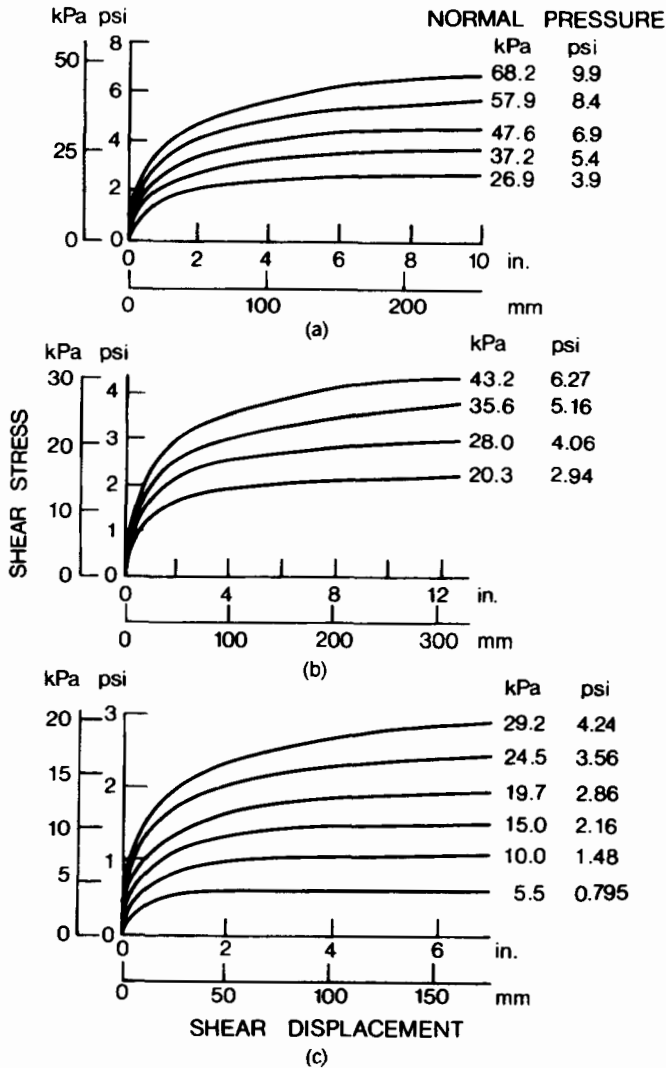 kPa psi NORMAL PRESSURE
kPa psi
50 8
68.2 9.9
6 57.9 8.4
25 4 47.6 6.9
37.2 5.4
2 26.9 3.9
0 0
0 2 4 6 8 10 in.
0 100 200 mm
(a)
kPa psi kPa psi
30 4 43.2 6.27
35.6 5.16
20 3 28.0 4.06
2 20.3 2.94
10 1
0 0
0 4 8 12 in.
0 100 200 300 mm
(b)
SHEAR STRESS
kPa psi kPa psi
20 3 29.2 4.24
24.5 3.56
15 2 19.7 2.86
10 15.0 2.16
1 10.0 1.48
5 5.5 0.795
0 0
0 2 4 6 in.
0 50 100 150 mm
SHEAR DISPLACEMENT
(c)